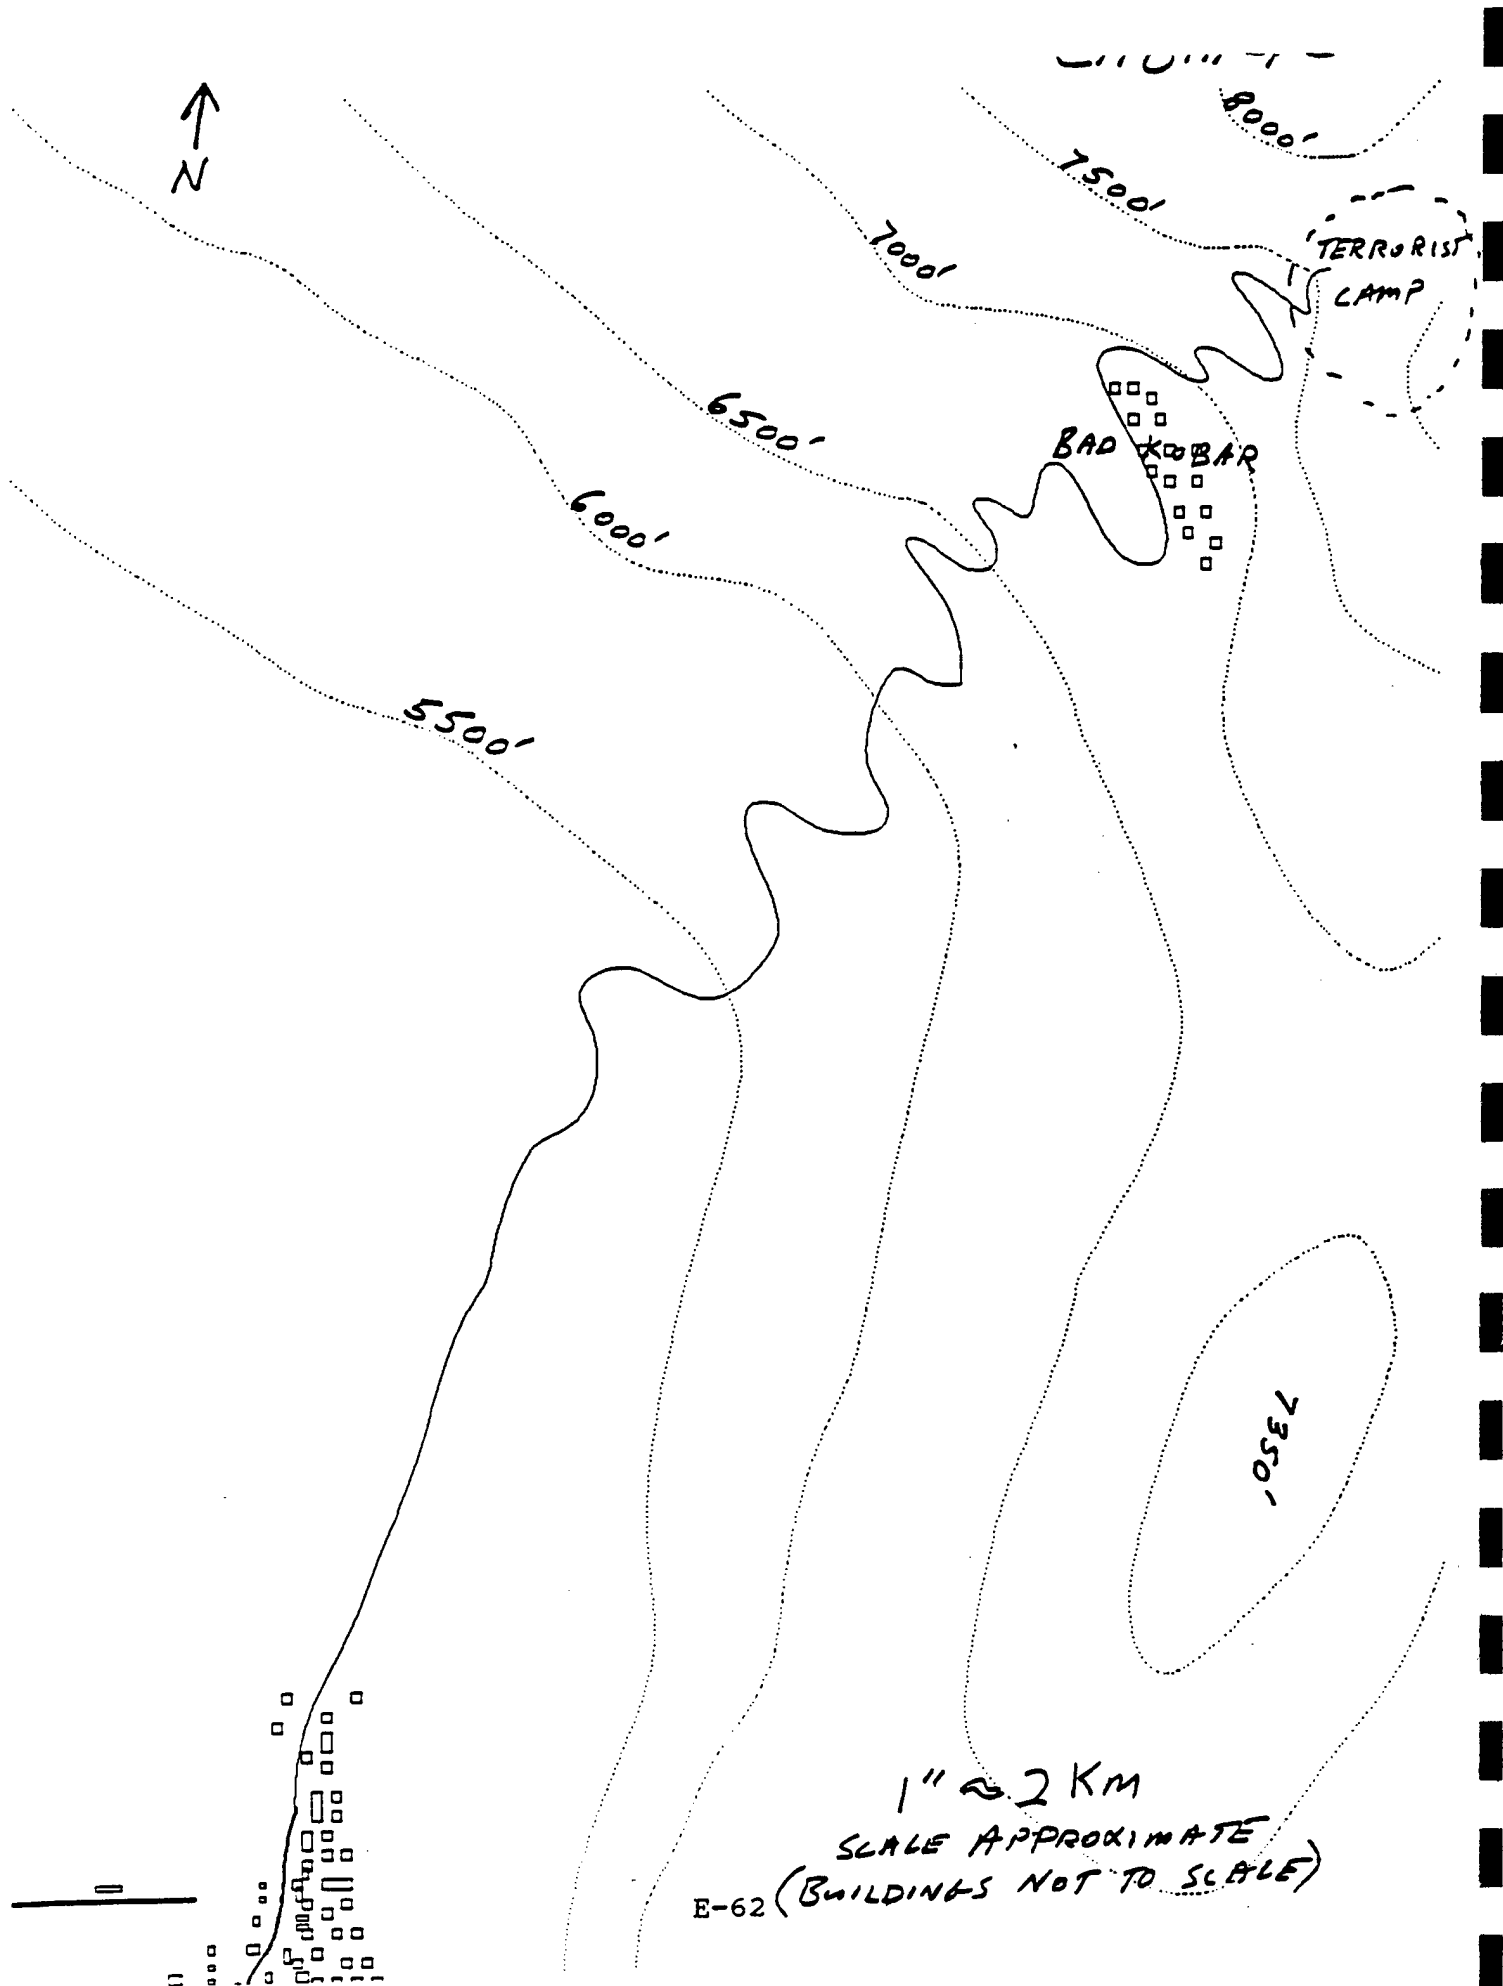 N
8000'
7500'
7000'
6500'
6000'
5500'
TERRORIST
CAMP
BAD KOBAR
7350'
1" ≈ 2 KM
SCALE APPROXIMATE
(BUILDINGS NOT TO SCALE)
E-62